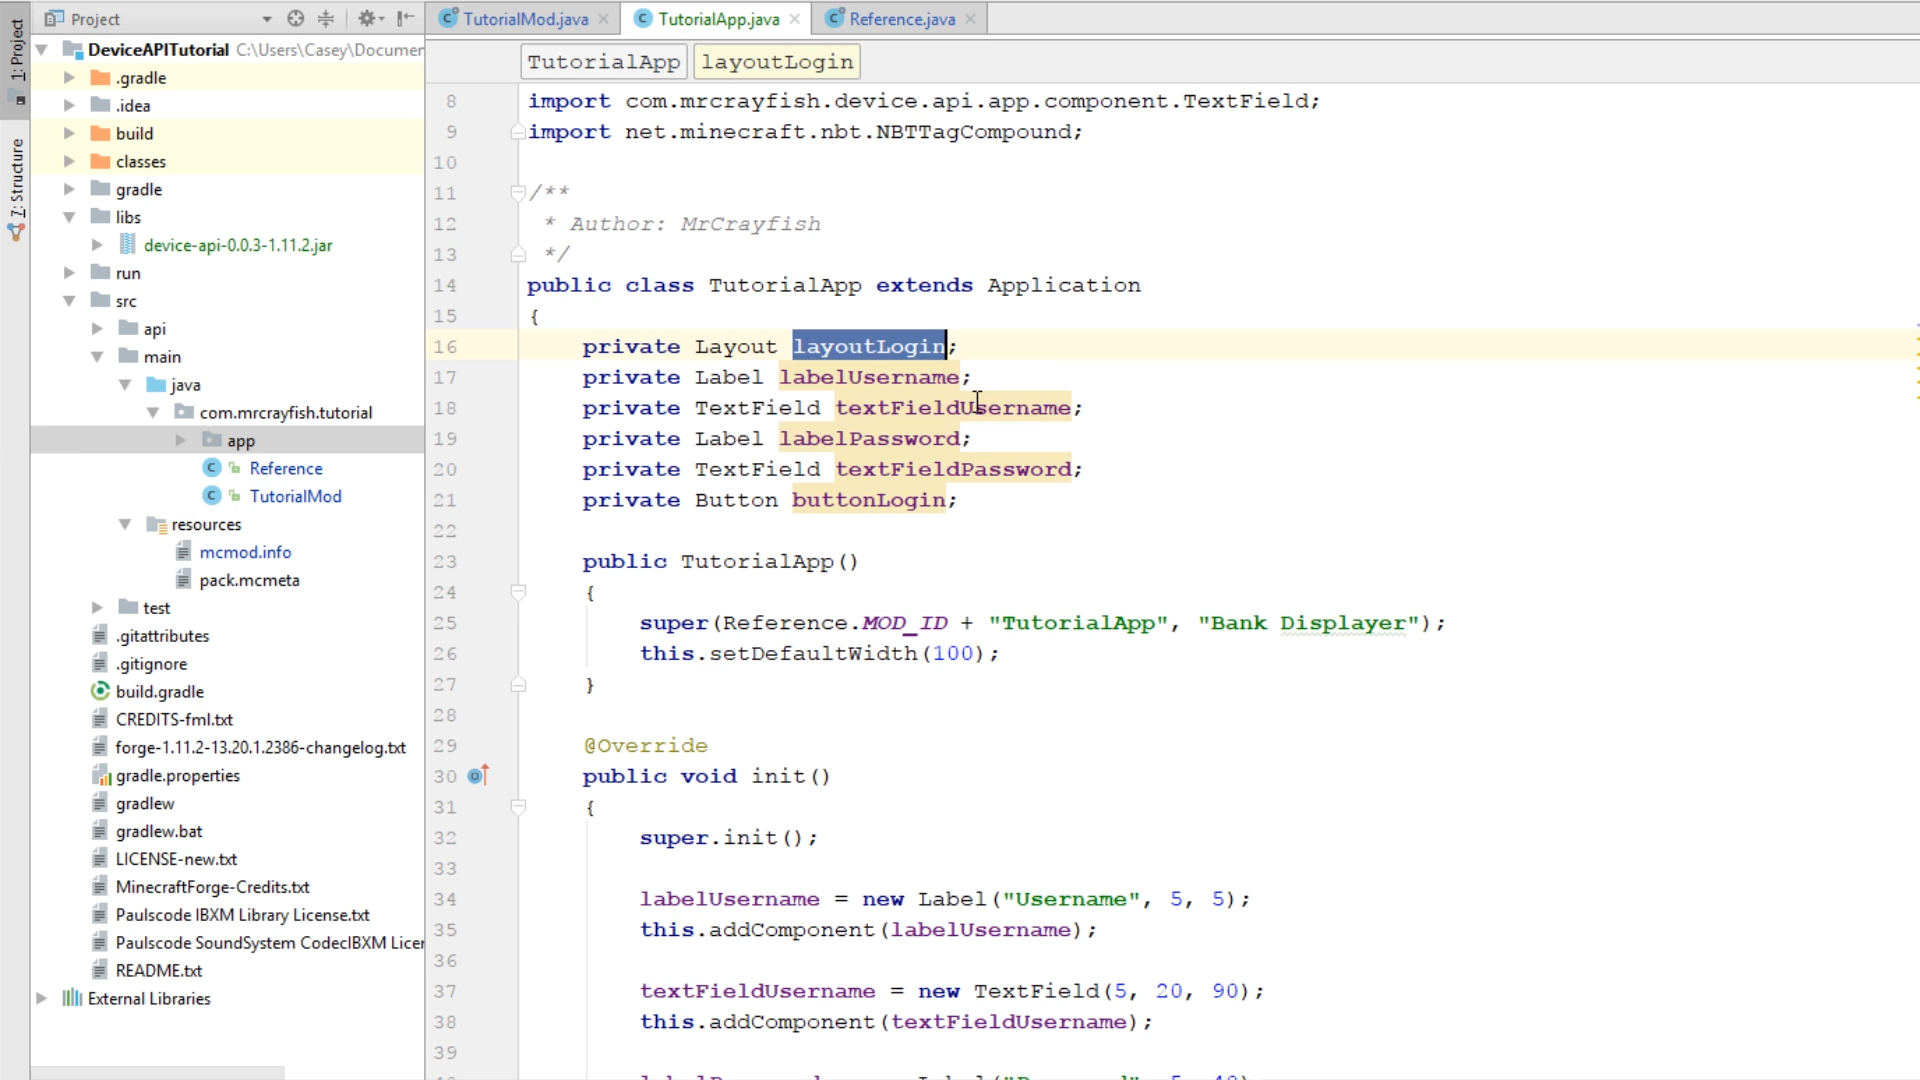 1: Project
7: Structure
Project
DeviceAPITutorial C:\Users\Casey\Documen
.gradle
.idea
build
classes
gradle
libs
device-api-0.0.3-1.11.2.jar
run
src
api
main
java
com.mrcrayfish.tutorial
app
Reference
TutorialMod
resources
mcmod.info
pack.mcmeta
test
.gitattributes
.gitignore
build.gradle
CREDITS-fml.txt
forge-1.11.2-13.20.1.2386-changelog.txt
gradle.properties
gradlew
gradlew.bat
LICENSE-new.txt
MinecraftForge-Credits.txt
Paulscode IBXM Library License.txt
Paulscode SoundSystem CodecIBXM Licer
README.txt
External Libraries
TutorialMod.java TutorialApp.java Reference.java
TutorialApp layoutLogin
8 import com.mrcrayfish.device.api.app.component.TextField;
9 import net.minecraft.nbt.NBTTagCompound;
10
11 /**
12 * Author: MrCrayfish
13 */
14 public class TutorialApp extends Application
15 {
16 private Layout layoutLogin;
17 private Label labelUsername;
18 private TextField textFieldUsername;
19 private Label labelPassword;
20 private TextField textFieldPassword;
21 private Button buttonLogin;
22
23 public TutorialApp()
24 {
25 super(Reference.MOD_ID + "TutorialApp", "Bank Displayer");
26 this.setDefaultWidth(100);
27 }
28
29 @Override
30 public void init()
31 {
32 super.init();
33
34 labelUsername = new Label("Username", 5, 5);
35 this.addComponent(labelUsername);
36
37 textFieldUsername = new TextField(5, 20, 90);
38 this.addComponent(textFieldUsername);
39